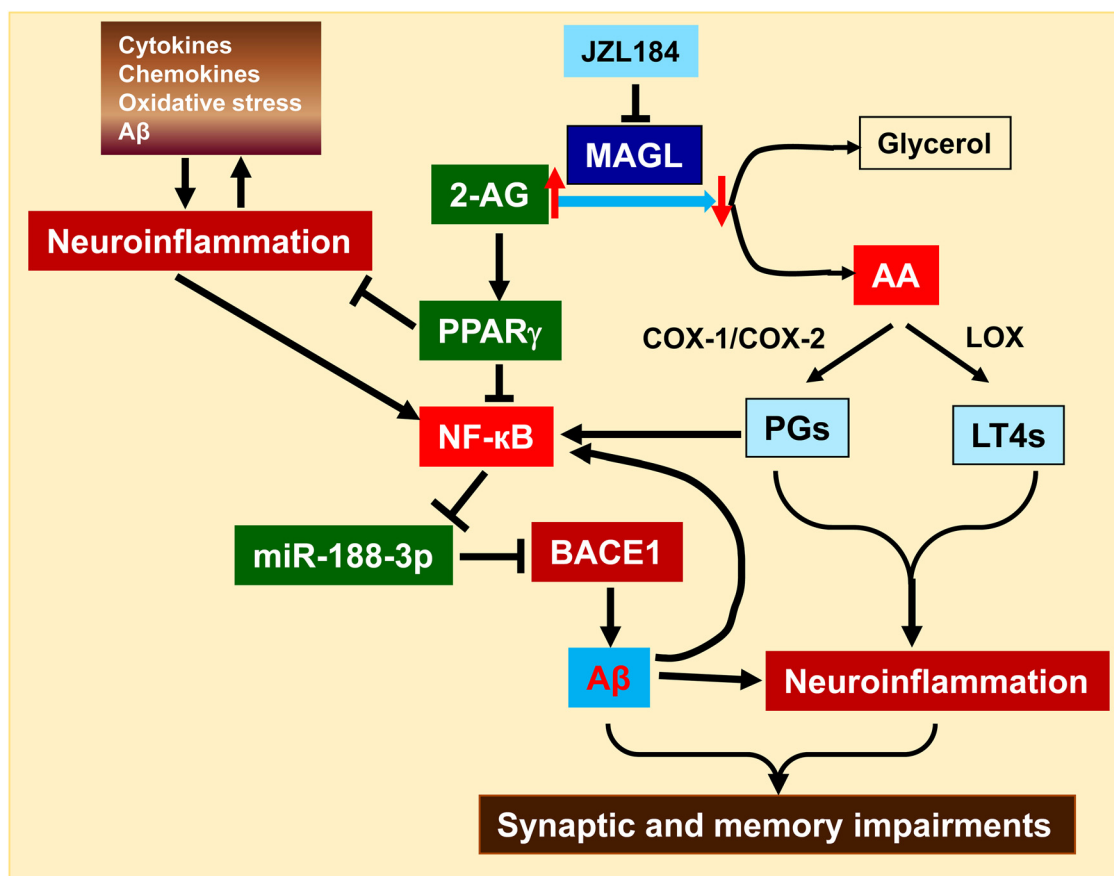 Cytokines
Chemokines
Oxidative stress
Aβ
JZL184
MAGL
Glycerol
2-AG
Neuroinflammation
AA
PPARγ
COX-1/COX-2
LOX
NF-κB
PGs
LT4s
miR-188-3p
BACE1
Aβ
Neuroinflammation
Synaptic and memory impairments